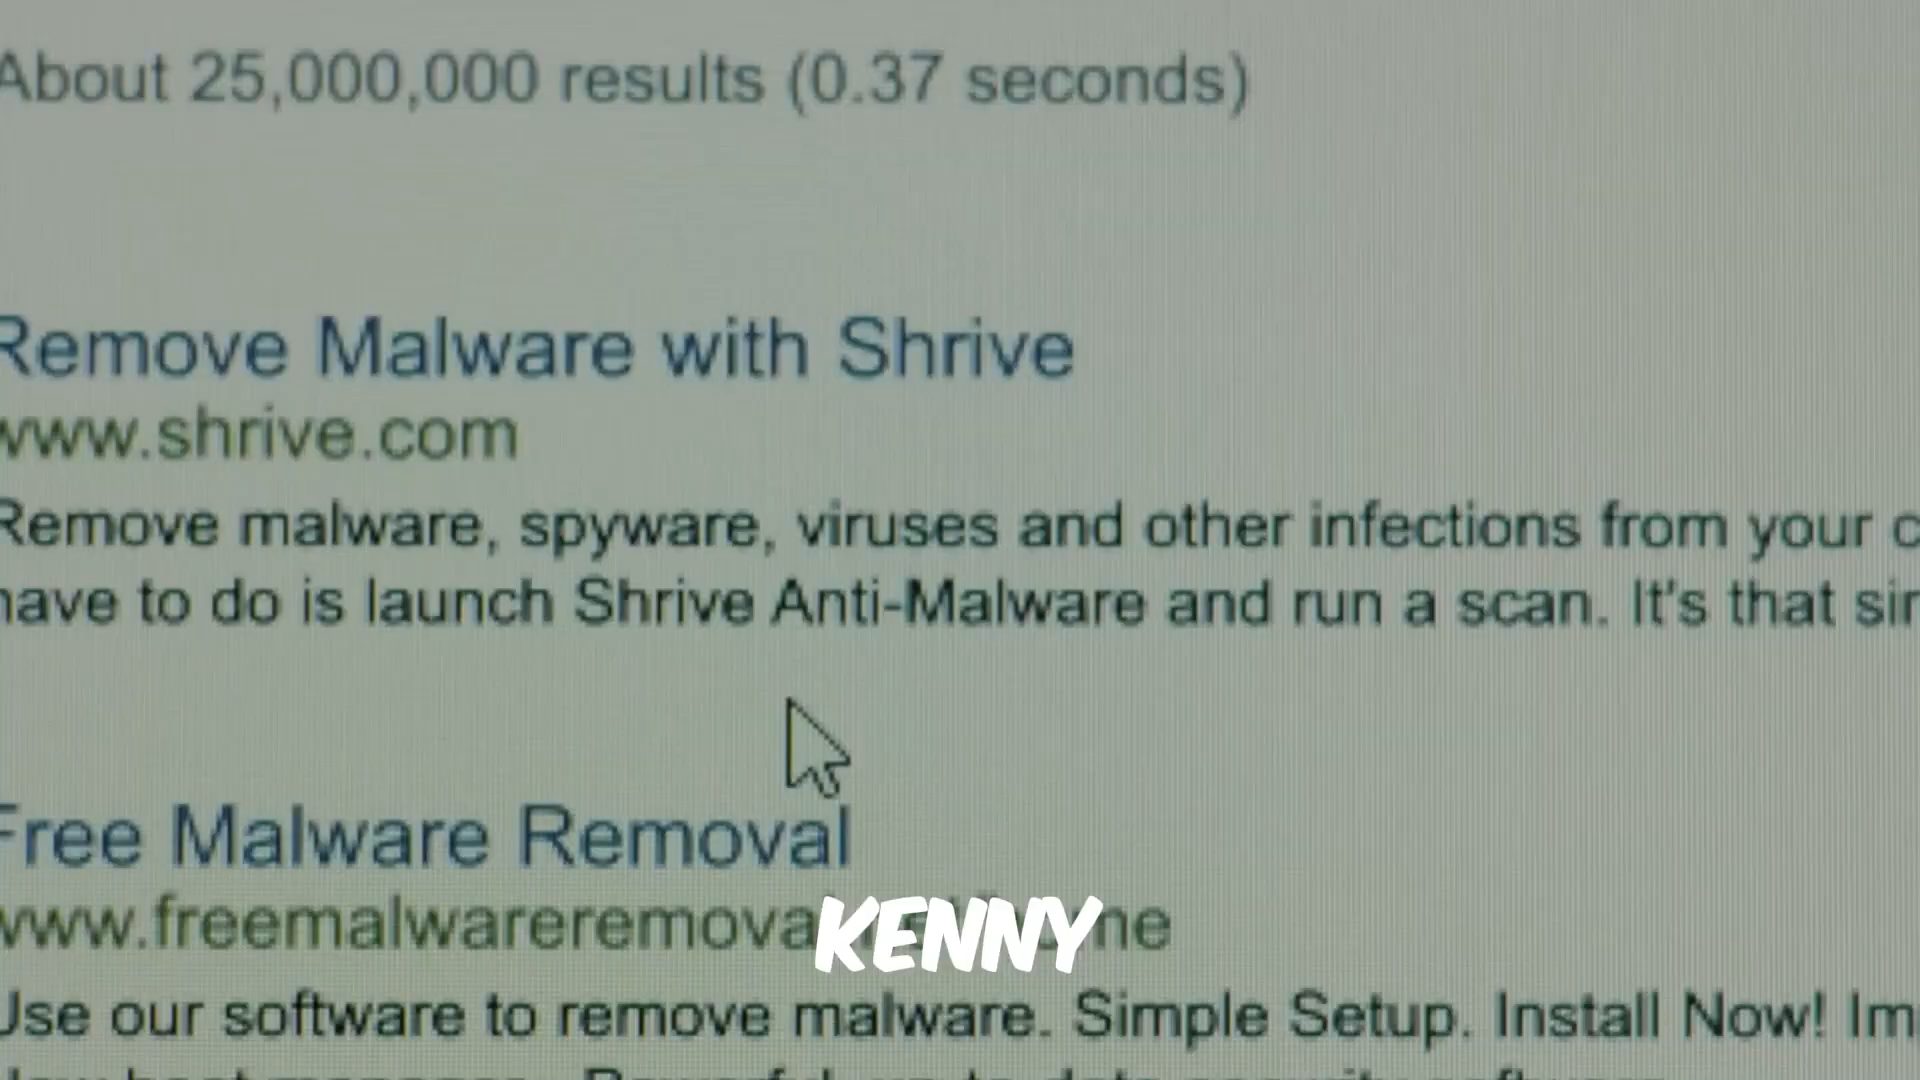 About 25,000,000 results (0.37 seconds)
Remove Malware with Shrive
www.shrive.com
Remove malware, spyware, viruses and other infections from your
have to do is launch Shrive Anti-Malware and run a scan. It's that
Free Malware Removal
KENNY
Use our software to remove malware. Simple Setup. Install Now!